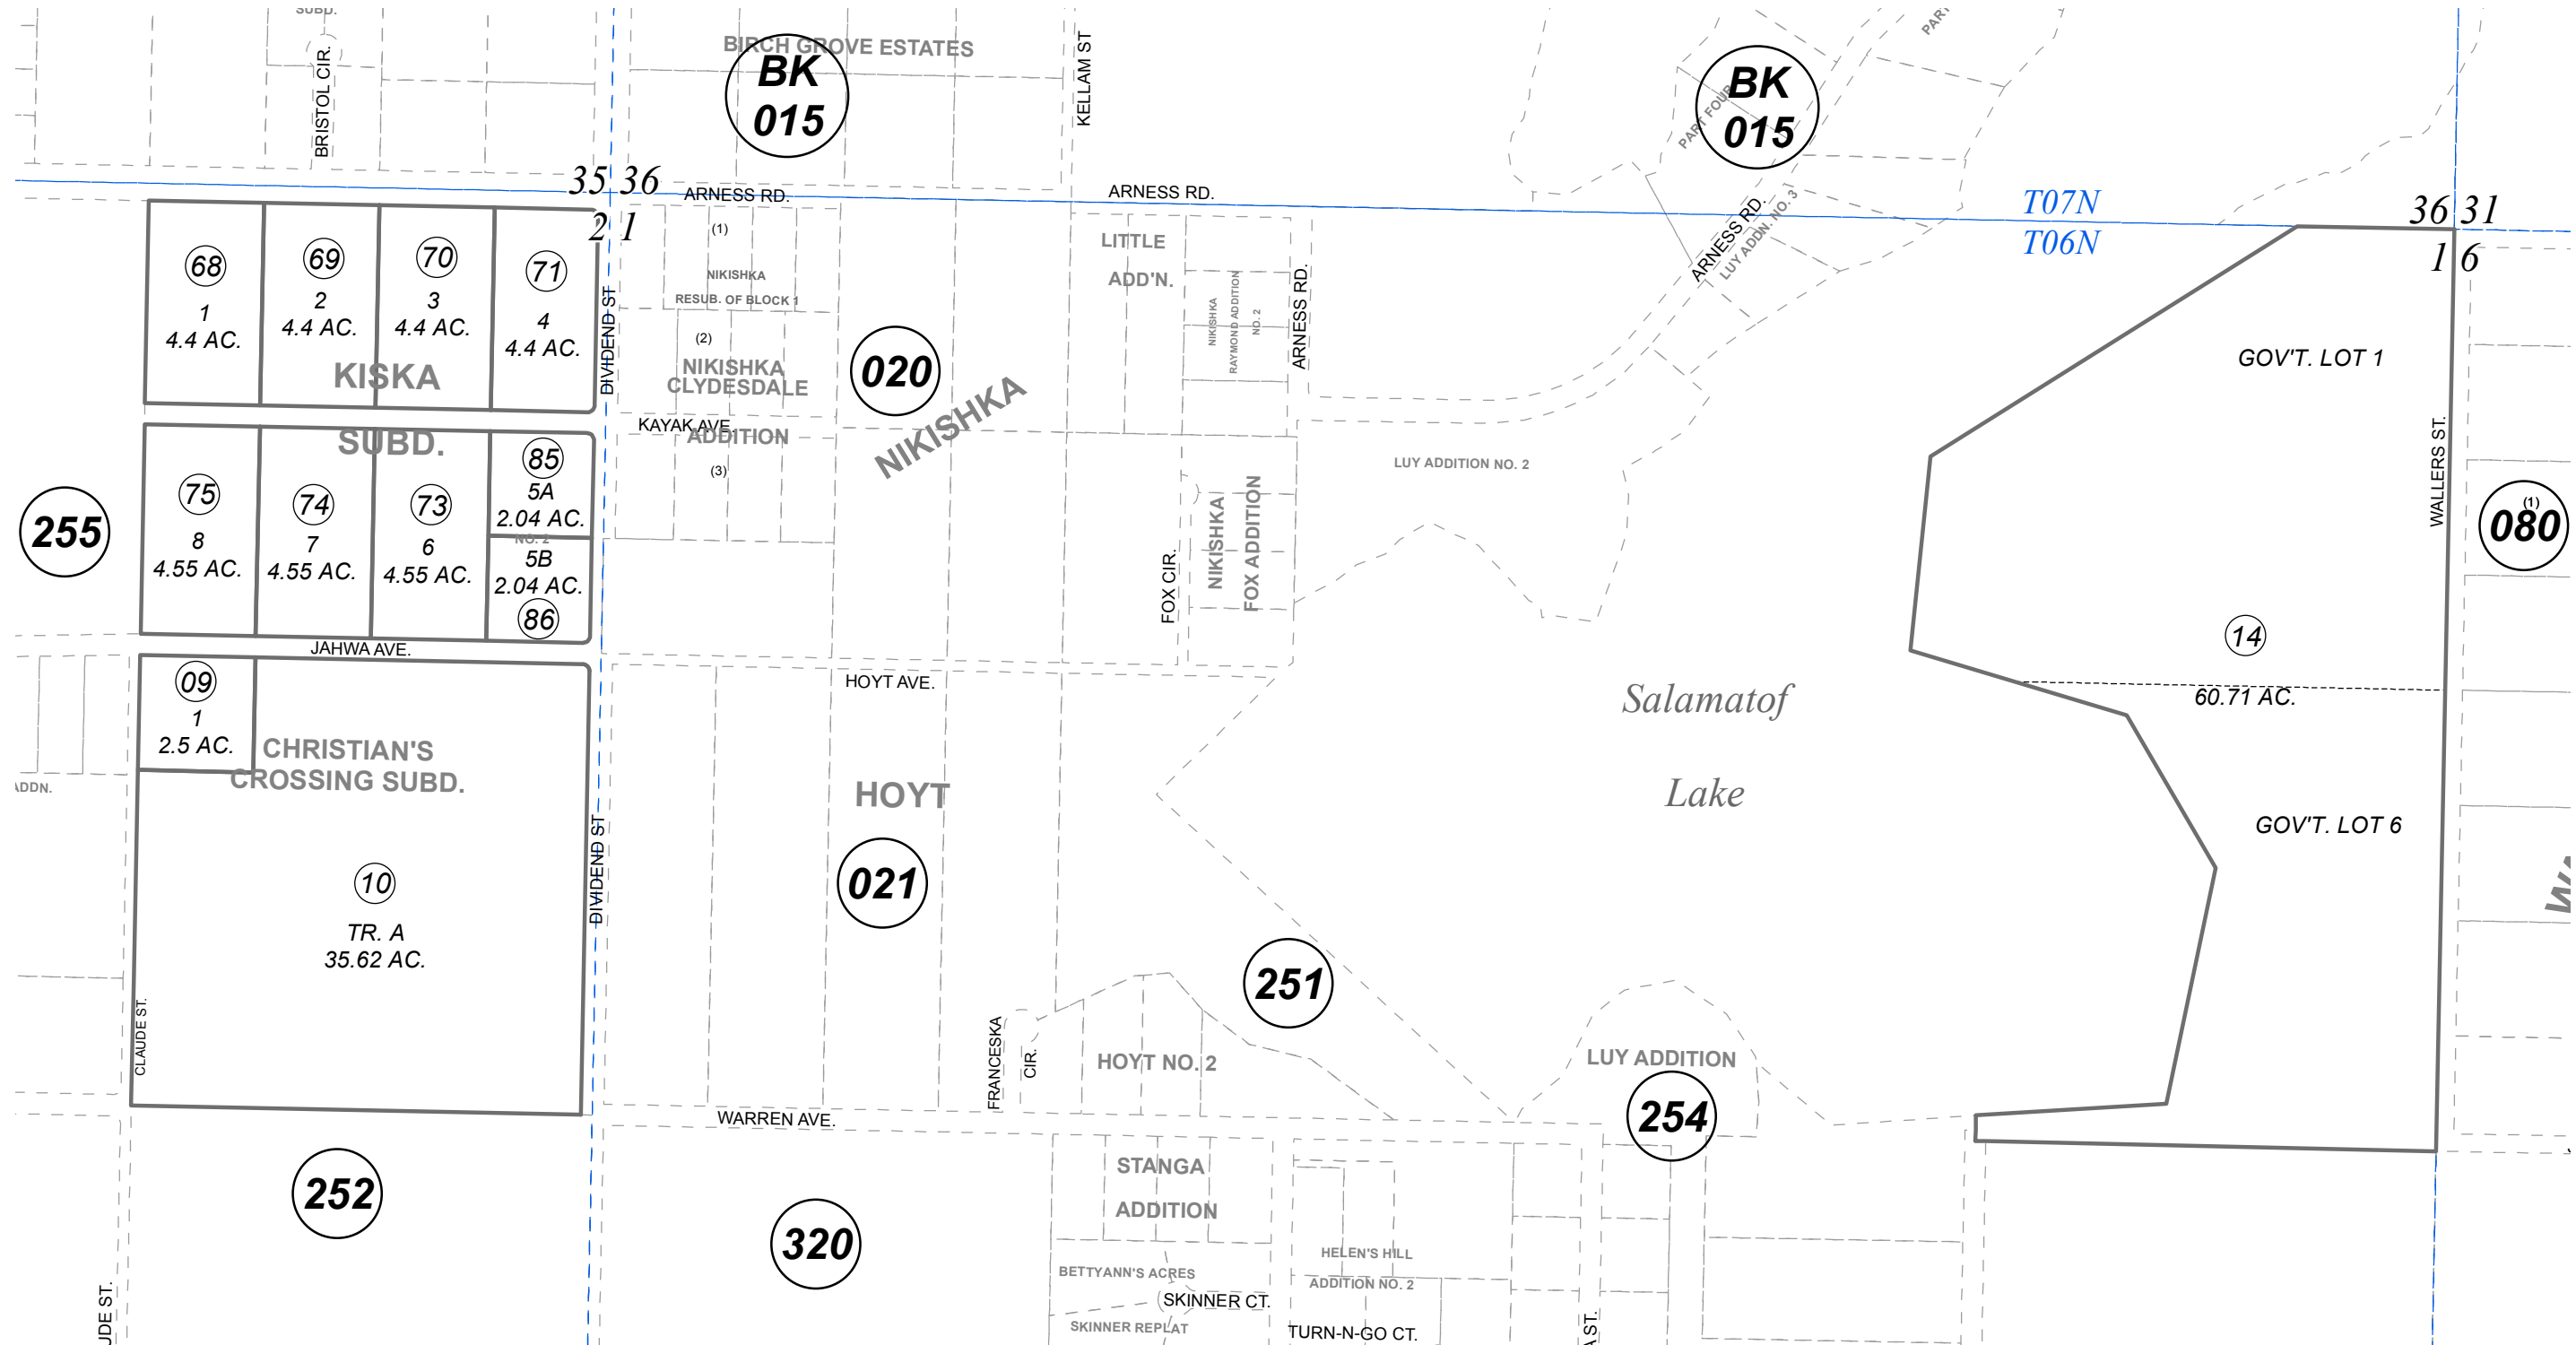 SUBD.
BRISTOL CIR.
BIRCH GROVE ESTATES
BK
015
KELLAM ST
BK
015
PART FOUR
PART
35 36
2 1
ARNESS RD.
ARNESS RD.
ARNESS RD.
LUY ADDN. NO. 3
T07N
T06N
36 31
1 6
68
1
4.4 AC.
69
2
4.4 AC.
70
3
4.4 AC.
71
4
4.4 AC.
KISKA
SUBD.
DIVIDEND ST
(1)
NIKISHKA
RESUB. OF BLOCK 1
(2)
NIKISHKA
CLYDESDALE
ADDITION
KAYAK AVE.
(3)
020
NIKISHKA
LITTLE
ADD'N.
NIKISHKA
RAYMOND ADDITION
NO. 2
ARNESS RD.
LUY ADDITION NO. 2
GOV'T. LOT 1
WALLERS ST.
(1)
080
255
75
8
4.55 AC.
74
7
4.55 AC.
73
6
4.55 AC.
85
5A
2.04 AC.
NO. 2
5B
2.04 AC.
86
FOX CIR.
NIKISHKA
FOX ADDITION
JAHWA AVE.
14
60.71 AC.
09
1
2.5 AC.
CHRISTIAN'S
CROSSING SUBD.
ADDN.
HOYT AVE.
HOYT
021
Salamatof
Lake
GOV'T. LOT 6
10
TR. A
35.62 AC.
DIVIDEND ST
CLAUDE ST.
251
FRANCESKA
CIR.
HOYT NO. 2
LUY ADDITION
254
WARREN AVE.
252
320
STANGA
ADDITION
BETTYANN'S ACRES
SKINNER CT.
SKINNER REPLAT
HELEN'S HILL
ADDITION NO. 2
TURN-N-GO CT.
UDE ST.
A ST.